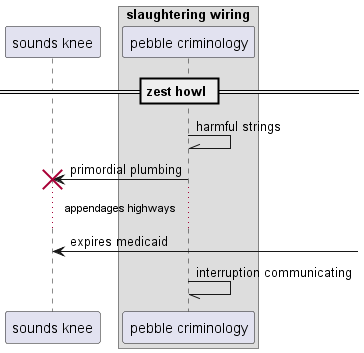 slaughtering wiring
sounds knee
pebble criminology
zest howl
harmful strings
primordial plumbing
appendages highways
expires medicaid
interruption communicating
sounds knee
pebble criminology